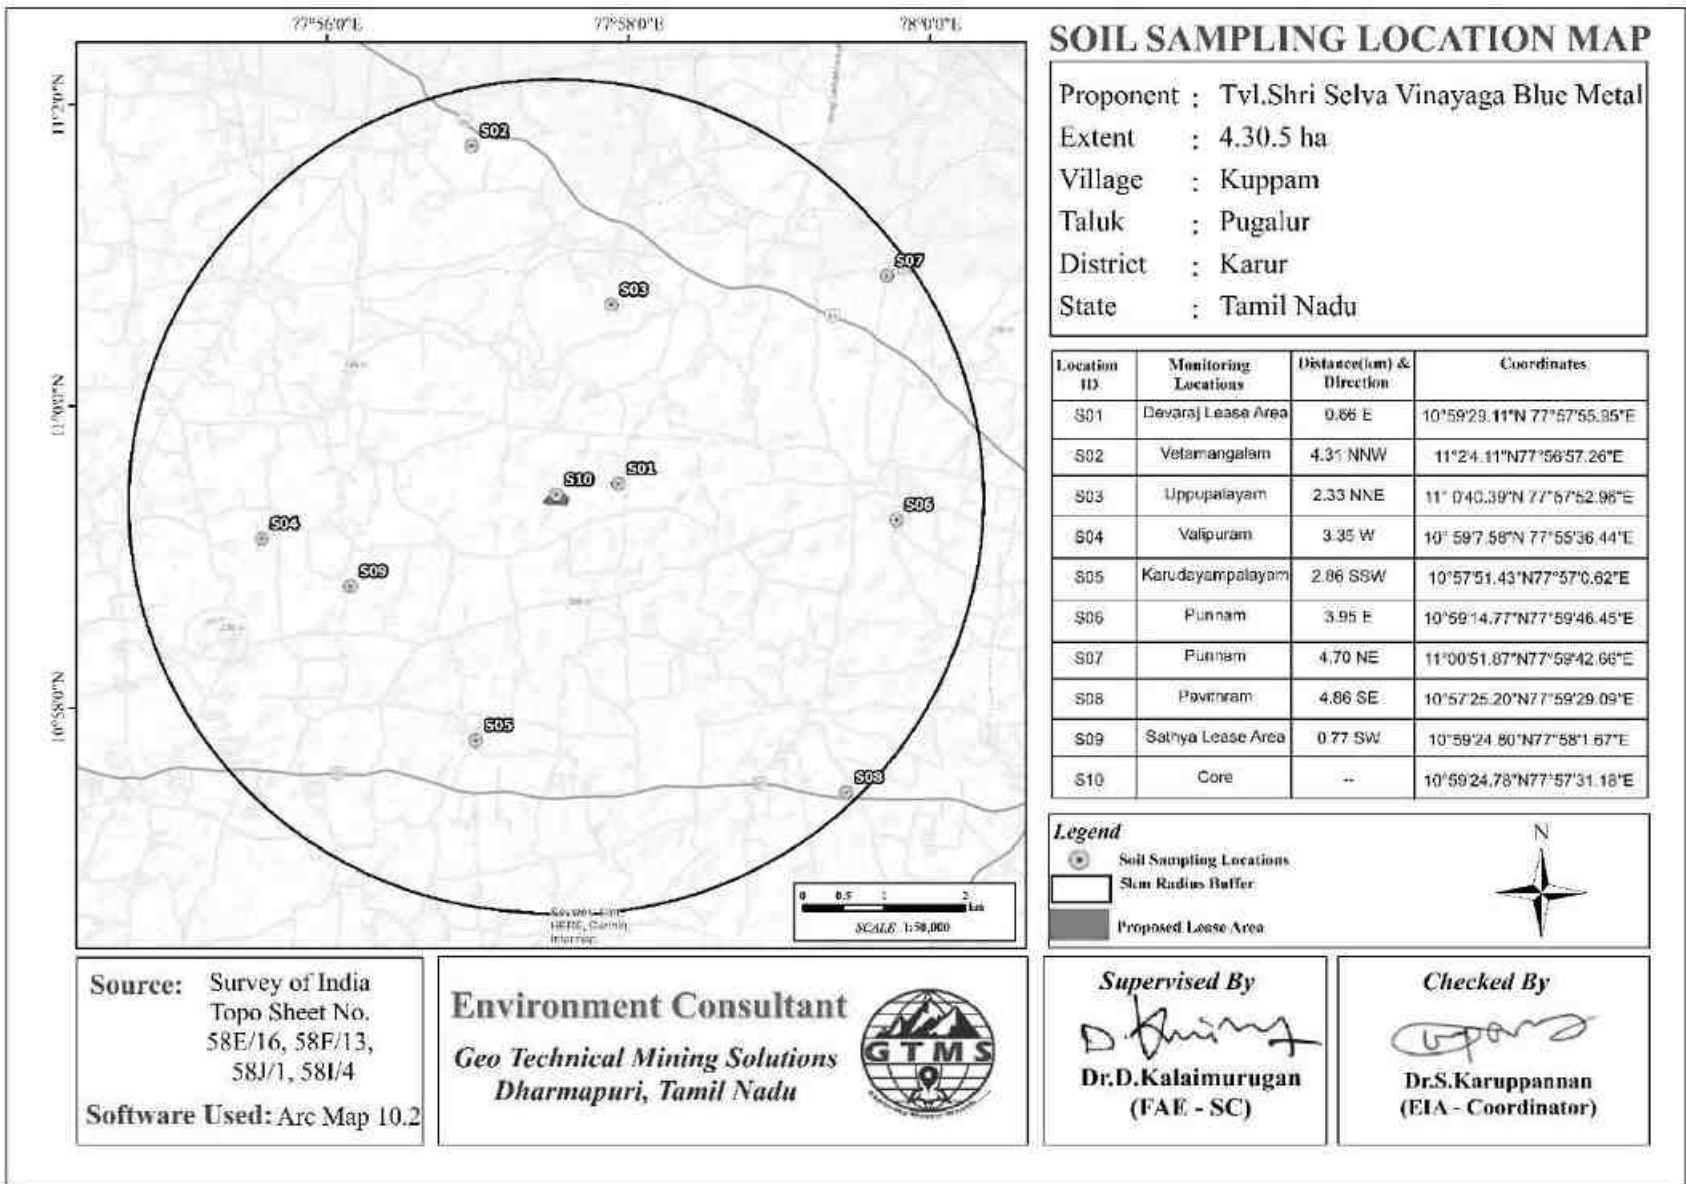 77°56'0"E 77°58'0"E 78°0'0"E
11°2'0"N
11°0'0"N
10°58'0"N
S02
S07
S03
S01
S10
S06
S04
S09
S05
S08
0 0.5 1 2
km
SCALE 1:50,000
SOIL SAMPLING LOCATION MAP
Proponent : Tvl.Shri Selva Vinayaga Blue Metal
Extent : 4.30.5 ha
Village : Kuppam
Taluk : Pugalur
District : Karur
State : Tamil Nadu
Location ID Monitoring Locations Distance(km) & Direction Coordinates
S01 Devaraj Lease Area 0.86 E 10°59'29.11"N 77°57'55.95"E
S02 Vetamangalam 4.31 NNW 11°2'4.11"N77°56'57.26"E
S03 Uppupalayam 2.33 NNE 11° 0'40.39"N 77°57'52.96"E
S04 Valipuram 3.35 W 10° 59'7.58"N 77°55'36.44"E
S05 Karudayampalayam 2.86 SSW 10°57'51.43"N77°57'0.62"E
S06 Punnam 3.95 E 10°59'14.77"N77°59'46.45"E
S07 Punnam 4.70 NE 11°00'51.87"N77°59'42.66"E
S08 Pavithram 4.86 SE 10°57'25.20"N77°59'29.09"E
S09 Sathya Lease Area 0.77 SW 10°59'24.80"N77°58'1.67"E
S10 Core -- 10°59'24.78"N77°57'31.18"E
Legend
Soil Sampling Locations
5km Radius Buffer
Proposed Lease Area
N
Source: Survey of India
Topo Sheet No.
58E/16, 58F/13,
58J/1, 58I/4
Software Used: Arc Map 10.2
Environment Consultant
Geo Technical Mining Solutions
Dharmapuri, Tamil Nadu
GTMS
Supervised By
Dr.D.Kalaimurugan
(FAE - SC)
Checked By
Dr.S.Karuppannan
(EIA - Coordinator)